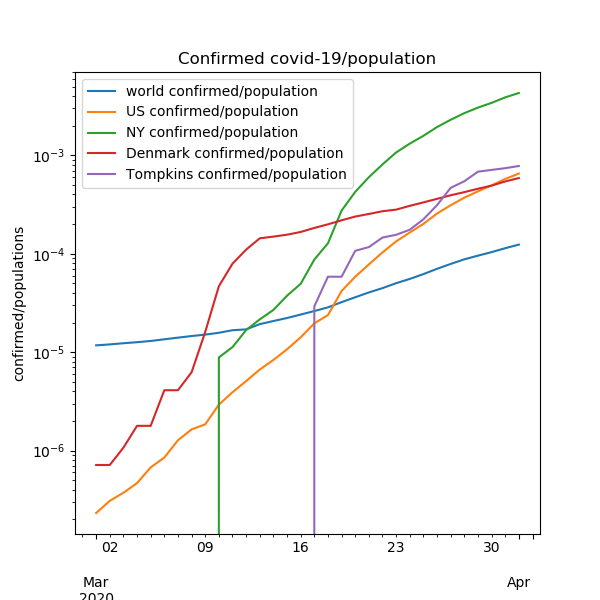 Confirmed covid-19/population
world confirmed/population
US confirmed/population
NY confirmed/population
Denmark confirmed/population
Tompkins confirmed/population
confirmed/populations
10⁻³
10⁻⁴
10⁻⁵
10⁻⁶
02 09 16 23 30
Mar Apr
2020